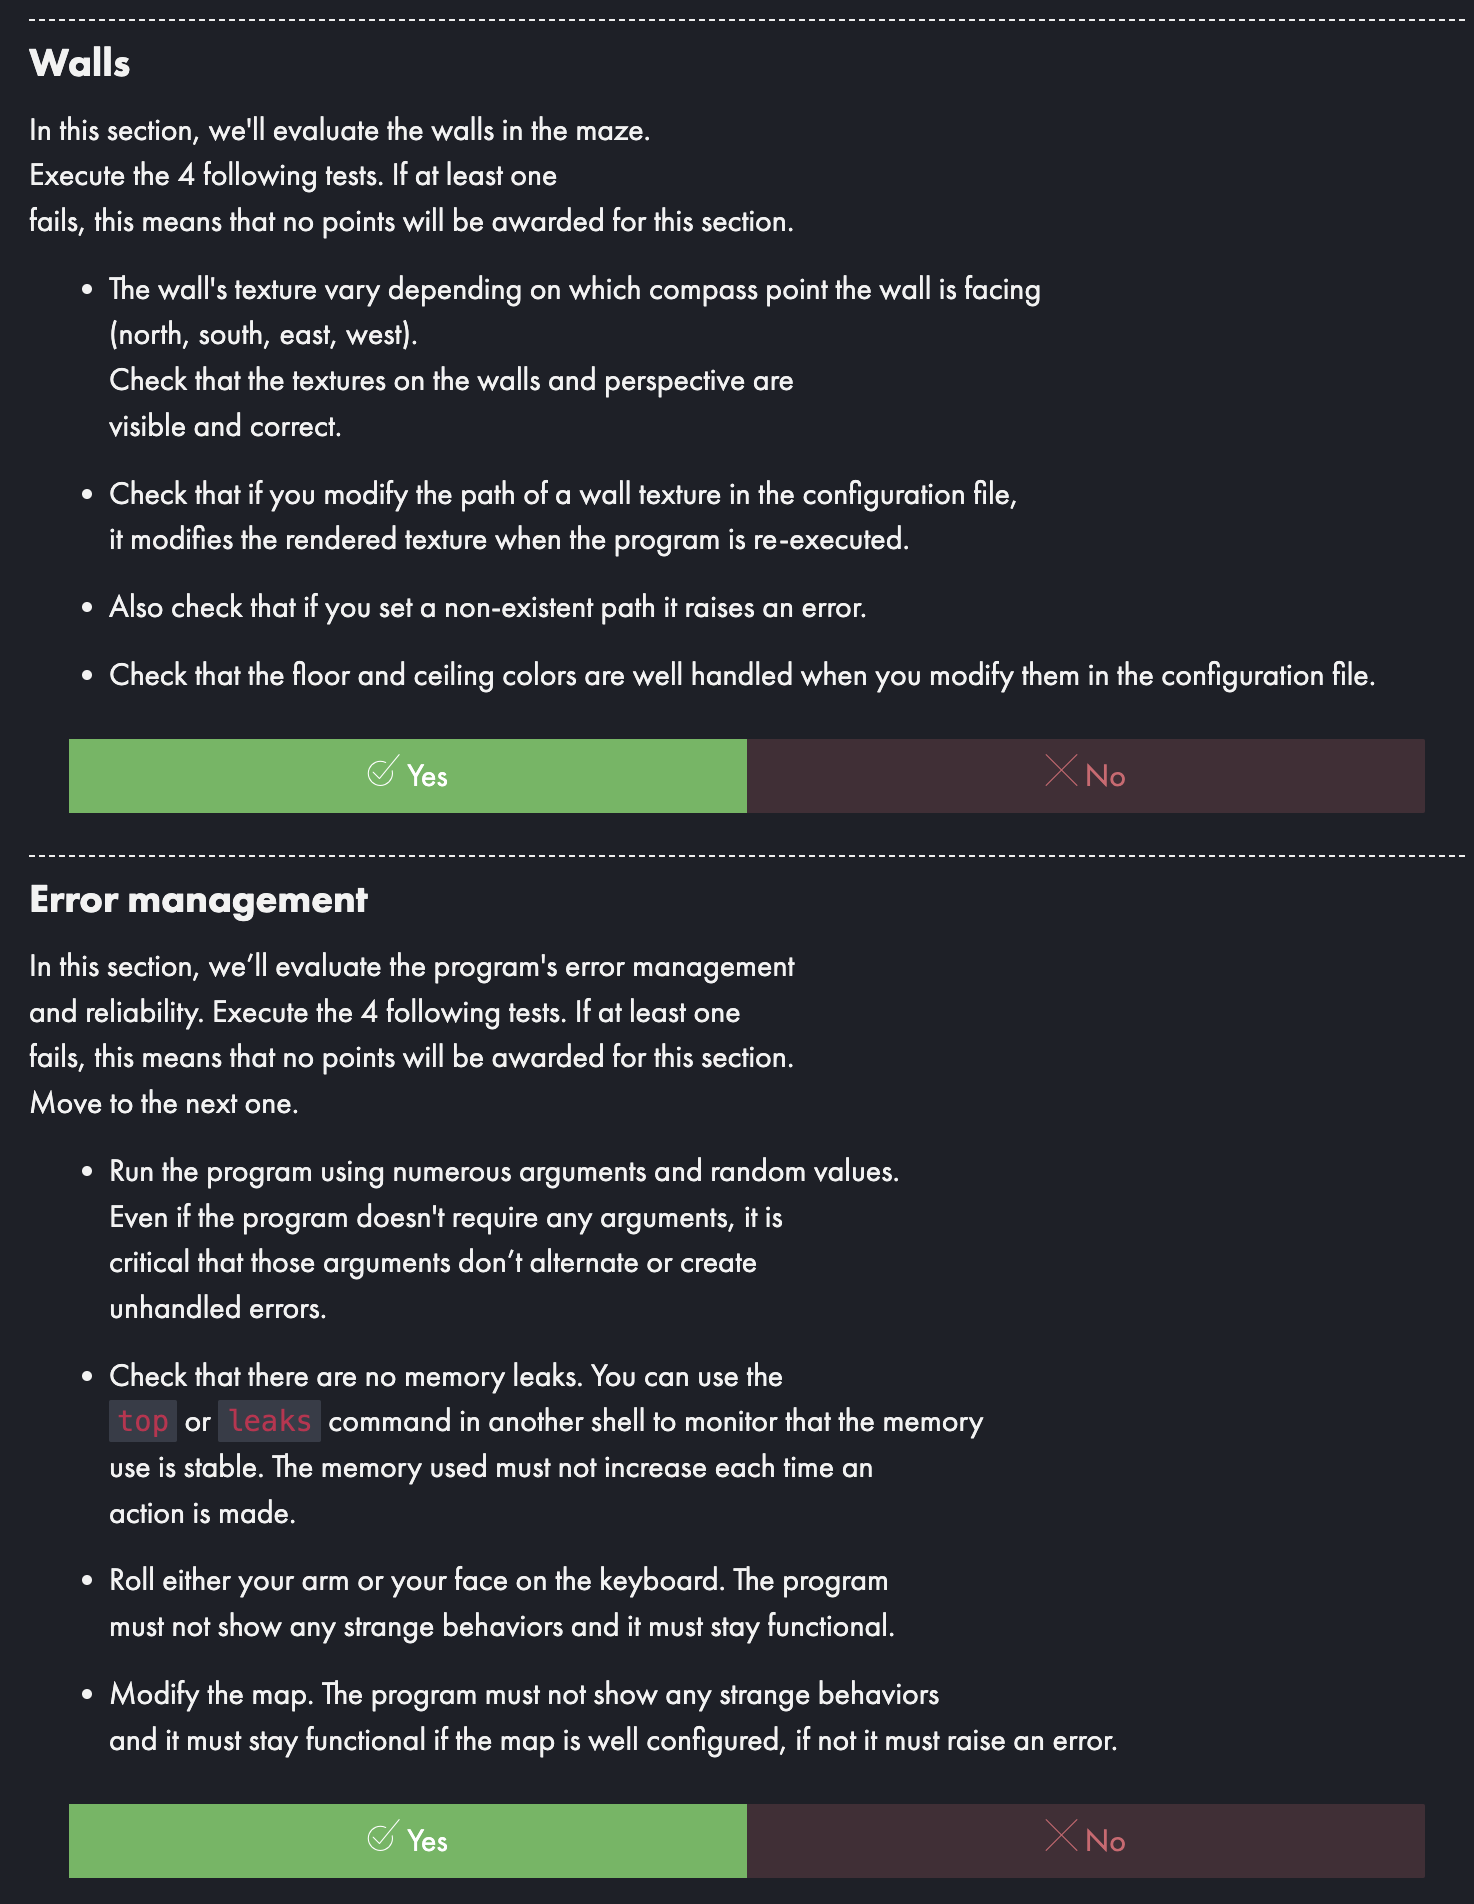 Walls
In this section, we'll evaluate the walls in the maze.
Execute the 4 following tests. If at least one
fails, this means that no points will be awarded for this section.
• The wall's texture vary depending on which compass point the wall is facing
(north, south, east, west).
Check that the textures on the walls and perspective are
visible and correct.
• Check that if you modify the path of a wall texture in the configuration file,
it modifies the rendered texture when the program is re-executed.
• Also check that if you set a non-existent path it raises an error.
• Check that the floor and ceiling colors are well handled when you modify them in the configuration file.
Yes
No
Error management
In this section, we’ll evaluate the program's error management
and reliability. Execute the 4 following tests. If at least one
fails, this means that no points will be awarded for this section.
Move to the next one.
• Run the program using numerous arguments and random values.
Even if the program doesn't require any arguments, it is
critical that those arguments don’t alternate or create
unhandled errors.
• Check that there are no memory leaks. You can use the
top or leaks command in another shell to monitor that the memory
use is stable. The memory used must not increase each time an
action is made.
• Roll either your arm or your face on the keyboard. The program
must not show any strange behaviors and it must stay functional.
• Modify the map. The program must not show any strange behaviors
and it must stay functional if the map is well configured, if not it must raise an error.
Yes
No